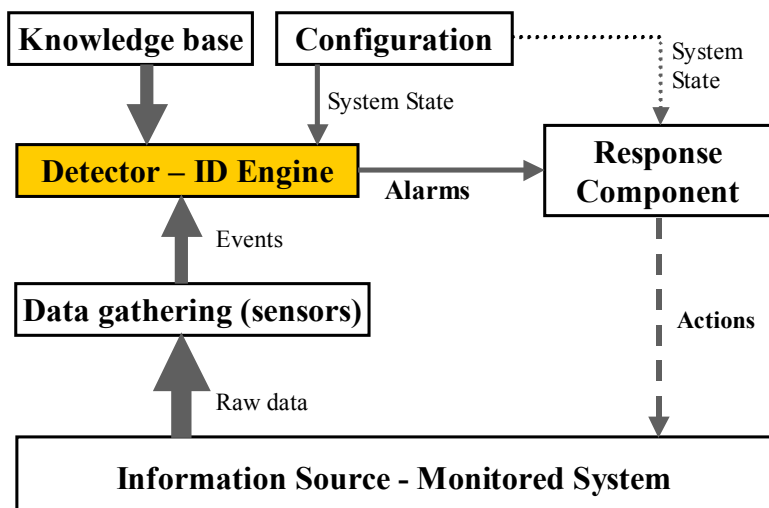 Knowledge base
Configuration
System
State
System State
Detector – ID Engine
Alarms
Response
Component
Events
Data gathering (sensors)
Actions
Raw data
Information Source - Monitored System